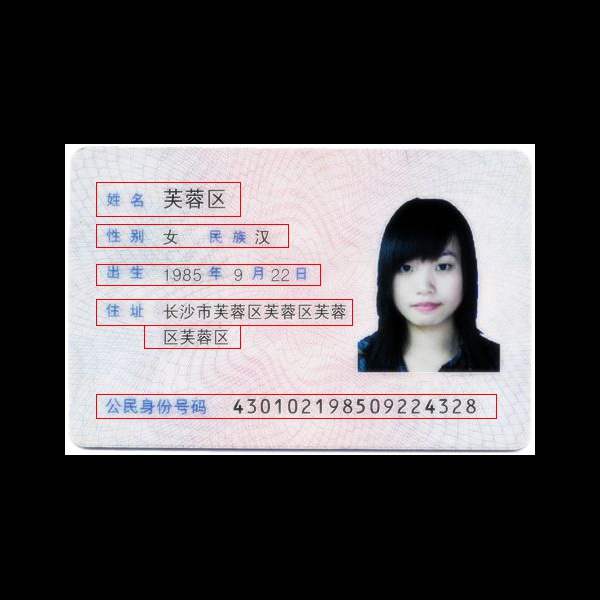 姓名 芙蓉区
性别 女 民族 汉
出生 1985 年 9 月 22 日
住址 长沙市芙蓉区芙蓉区芙蓉
区芙蓉区
公民身份号码 430102198509224328